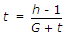 t = h - 1 / G + t